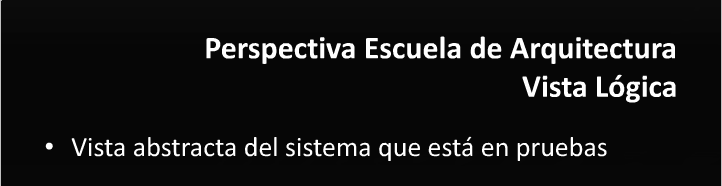 Perspectiva Escuela de Arquitectura
Vista Lógica
• Vista abstracta del sistema que está en pruebas